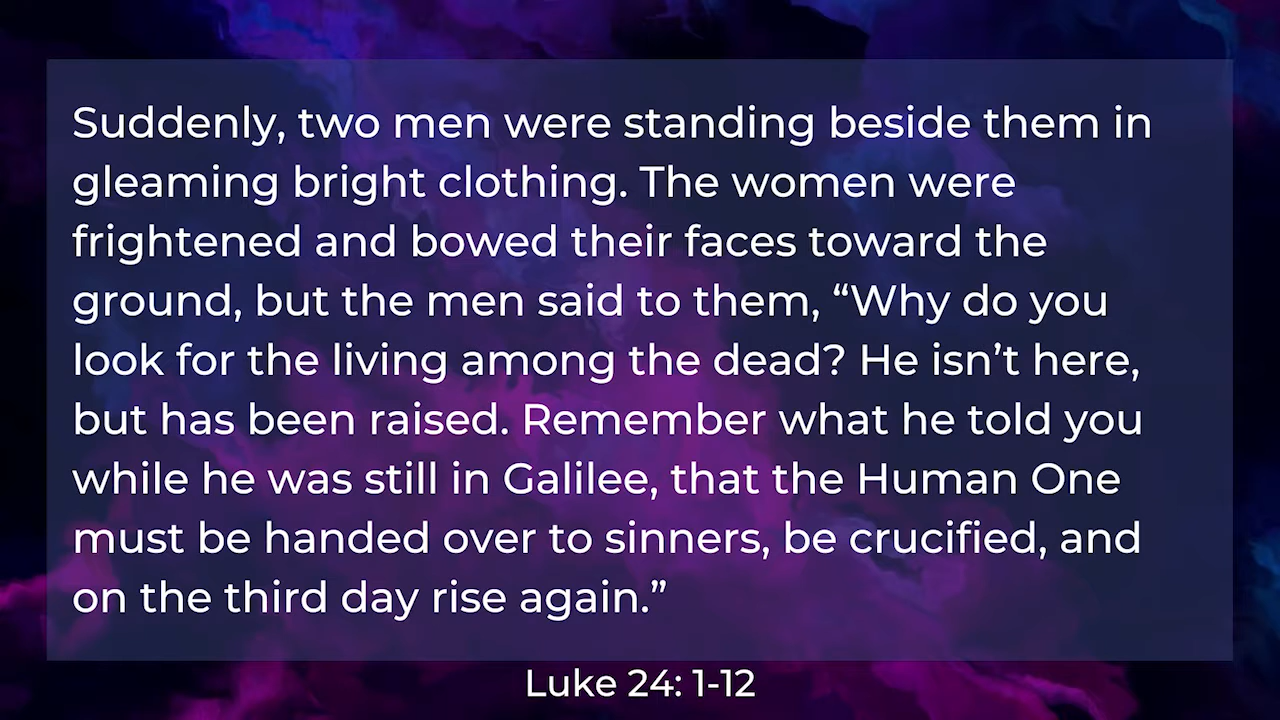 Suddenly, two men were standing beside them in
gleaming bright clothing. The women were
frightened and bowed their faces toward the
ground, but the men said to them, “Why do you
look for the living among the dead? He isn’t here,
but has been raised. Remember what he told you
while he was still in Galilee, that the Human One
must be handed over to sinners, be crucified, and
on the third day rise again.”
Luke 24: 1-12